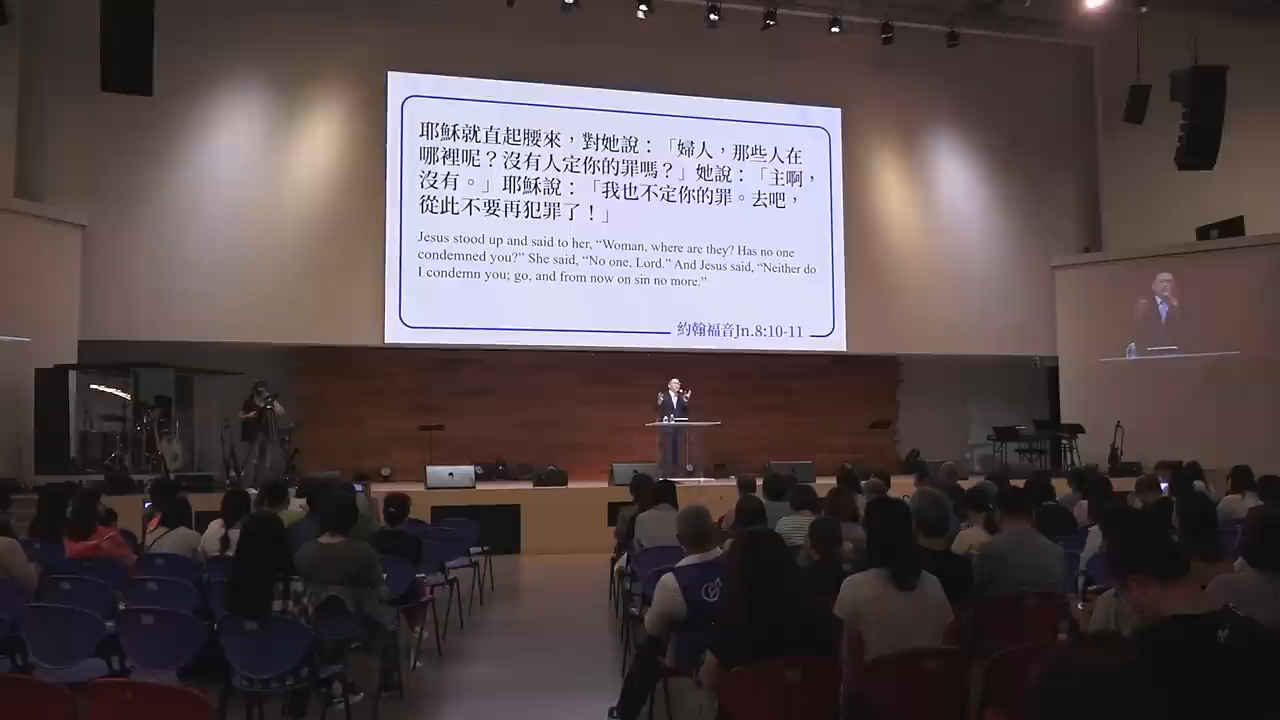 耶穌就直起腰來，對她說：「婦人，那些人在
哪裡呢？沒有人定你的罪嗎？」她說：「主啊，
沒有。」耶穌說：「我也不定你的罪。去吧，
從此不要再犯罪了！」
Jesus stood up and said to her, “Woman, where are they? Has no one
condemned you?” She said, “No one, Lord.” And Jesus said, “Neither do
I condemn you; go, and from now on sin no more.”
約翰福音Jn.8:10-11